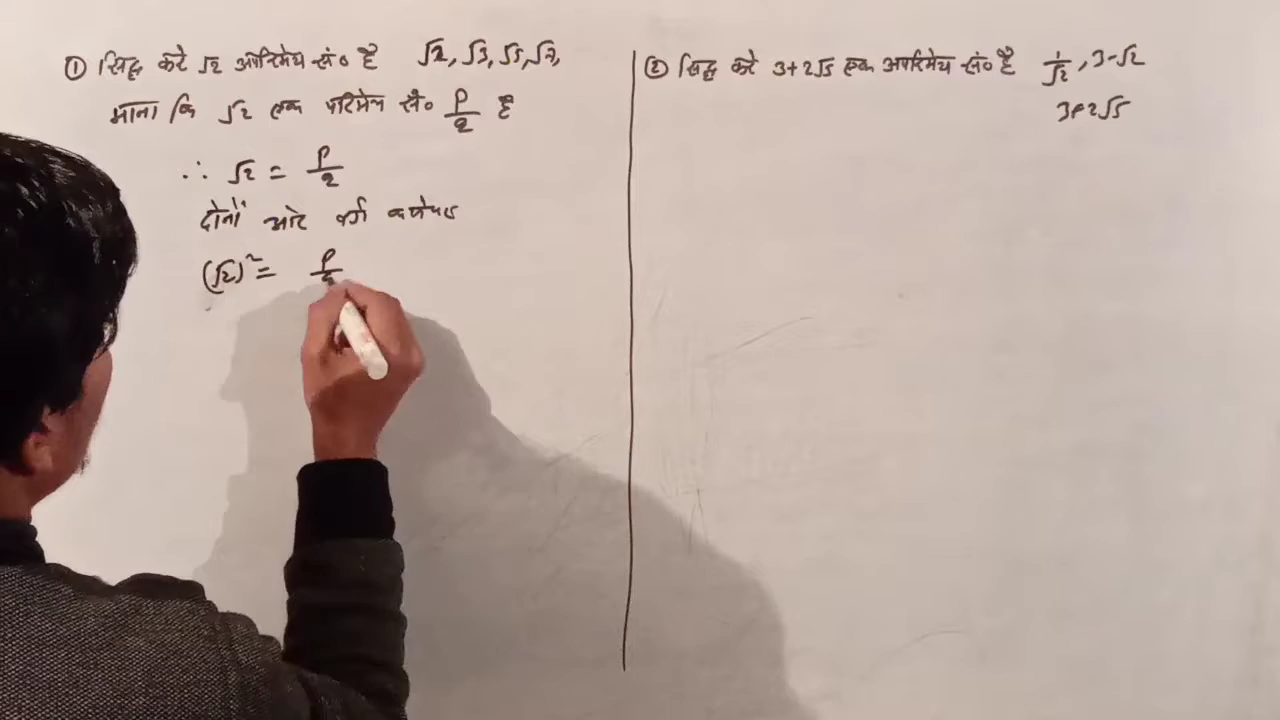 ① सिद्ध करें √2 अपरिमेय सं० है √2, √3, √5, √7,
माना कि √2 एक परिमेय सं० P/q है
∴ √2 = P/q
दोनों ओर वर्ग करनेपर
(√2)² = P/q
② सिद्ध करें 3+2√5 एक अपरिमेय सं० है 1/√2, 3-√2
3+2√5